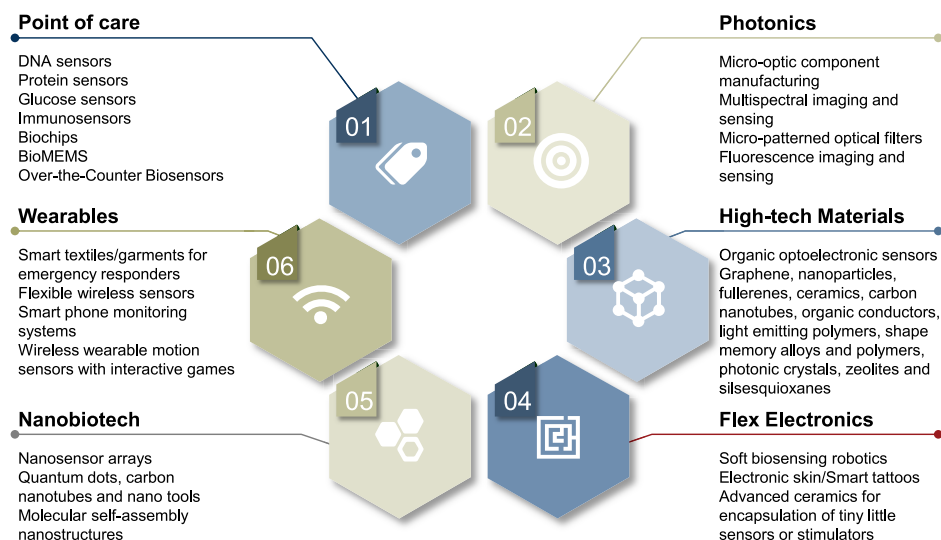 Point of care
DNA sensors
Protein sensors
Glucose sensors
Immunosensors
Biochips
BioMEMS
Over-the-Counter Biosensors
01
Photonics
Micro-optic component
manufacturing
Multispectral imaging and
sensing
Micro-patterned optical filters
Fluorescence imaging and
sensing
02
High-tech Materials
Organic optoelectronic sensors
Graphene, nanoparticles,
fullerenes, ceramics, carbon
nanotubes, organic conductors,
light emitting polymers, shape
memory alloys and polymers,
photonic crystals, zeolites and
silsesquioxanes
03
Flex Electronics
Soft biosensing robotics
Electronic skin/Smart tattoos
Advanced ceramics for
encapsulation of tiny little
sensors or stimulators
04
Nanobiotech
Nanosensor arrays
Quantum dots, carbon
nanotubes and nano tools
Molecular self-assembly
nanostructures
05
Wearables
Smart textiles/garments for
emergency responders
Flexible wireless sensors
Smart phone monitoring
systems
Wireless wearable motion
sensors with interactive games
06